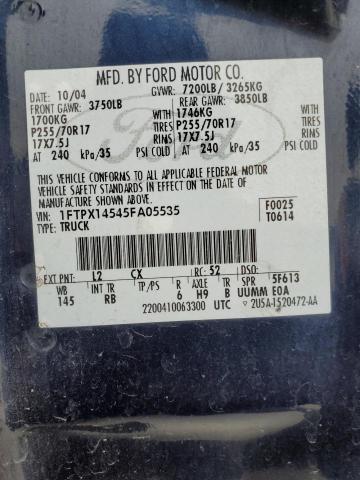 MFD. BY FORD MOTOR CO.
DATE: 10/04 GVWR: 7200LB/ 3265KG
FRONT GAWR: 3750LB REAR GAWR: 3850LB
1700KG WITH 1746KG WITH
P255/70R17 TIRES P255/70R17 TIRES
17X7.5J RIMS 17X7.5J RIMS
AT 240 kPa/35 PSI COLD AT 240 kPa/35 PSI COLD
Ford
THIS VEHICLE CONFORMS TO ALL APPLICABLE FEDERAL MOTOR
VEHICLE SAFETY AND THEFT PREVENTION STANDARDS IN EFFECT ON THE DATE OF
MANUFACTURE SHOWN ABOVE.
VIN: 1FTPX14545FA05535 F0025
TYPE: TRUCK T0614
EXT PNT: L2 CX RC: 52 DSO:
WB INT TR TP/PS R AXLE TR SPR 5F613
145 RB 6 H9 B UUMM E0A
2200410063300 UTC 2U5A-1520472-AA